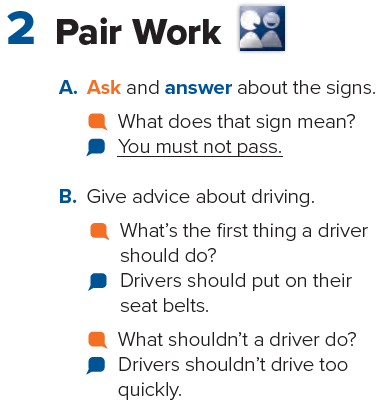 2 Pair Work
A. Ask and answer about the signs.
What does that sign mean?
You must not pass.
B. Give advice about driving.
What's the first thing a driver
should do?
Drivers should put on their
seat belts.
What shouldn't a driver do?
Drivers shouldn't drive too
quickly.